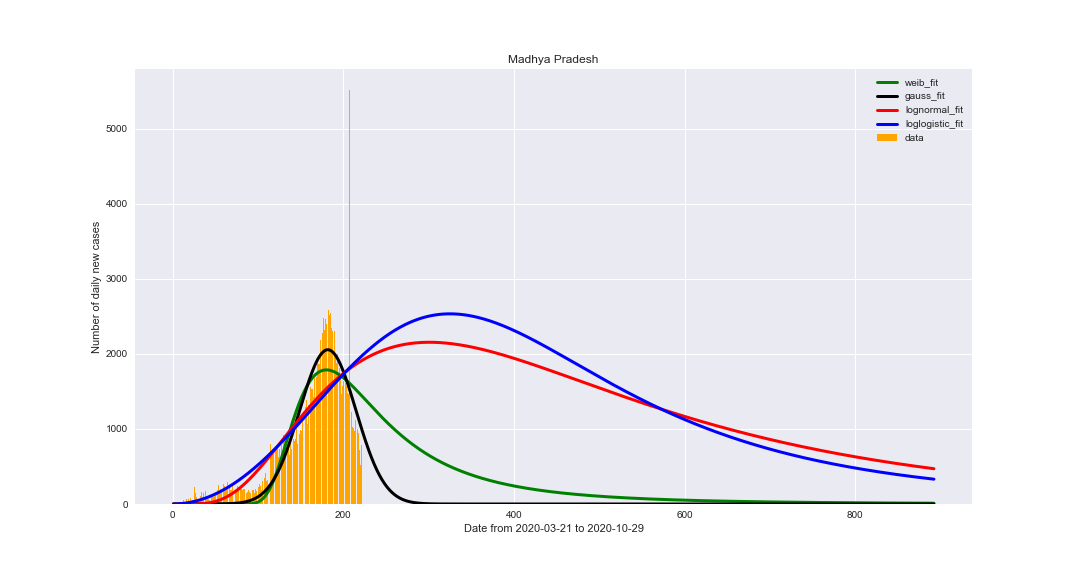 Madhya Pradesh
weib_fit
gauss_fit
lognormal_fit
loglogistic_fit
data
Number of daily new cases
5000
4000
3000
2000
1000
0
0 200 400 600 800
Date from 2020-03-21 to 2020-10-29